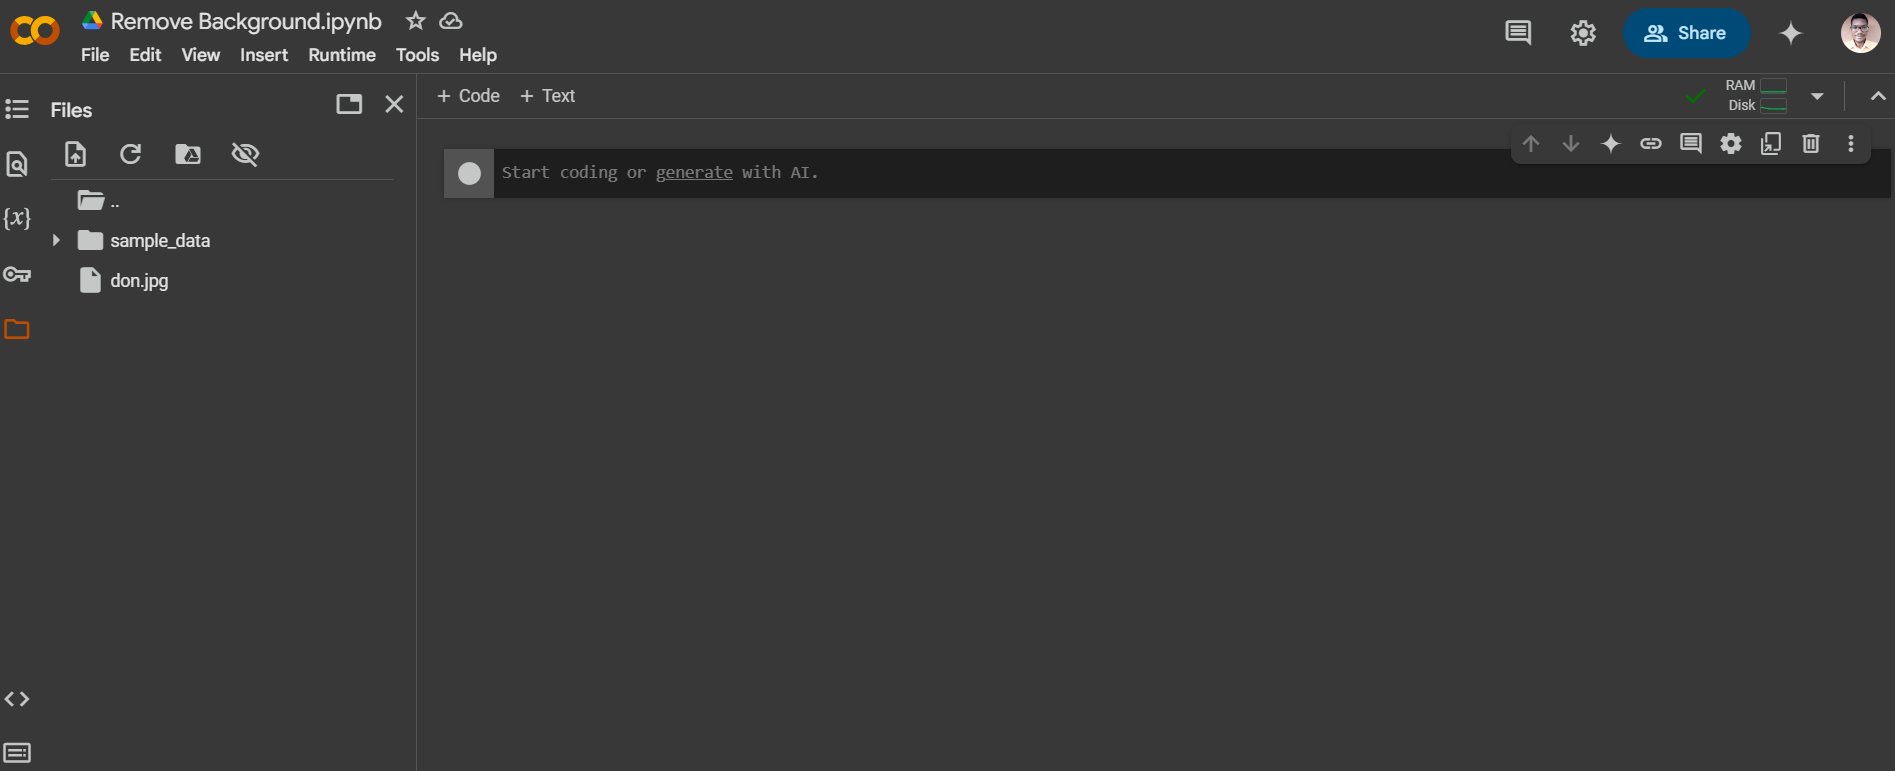 Remove Background.ipynb
File Edit View Insert Runtime Tools Help
Share
Files
+ Code + Text
RAM
Disk
..
sample_data
don.jpg
{x}
Start coding or generate with AI.